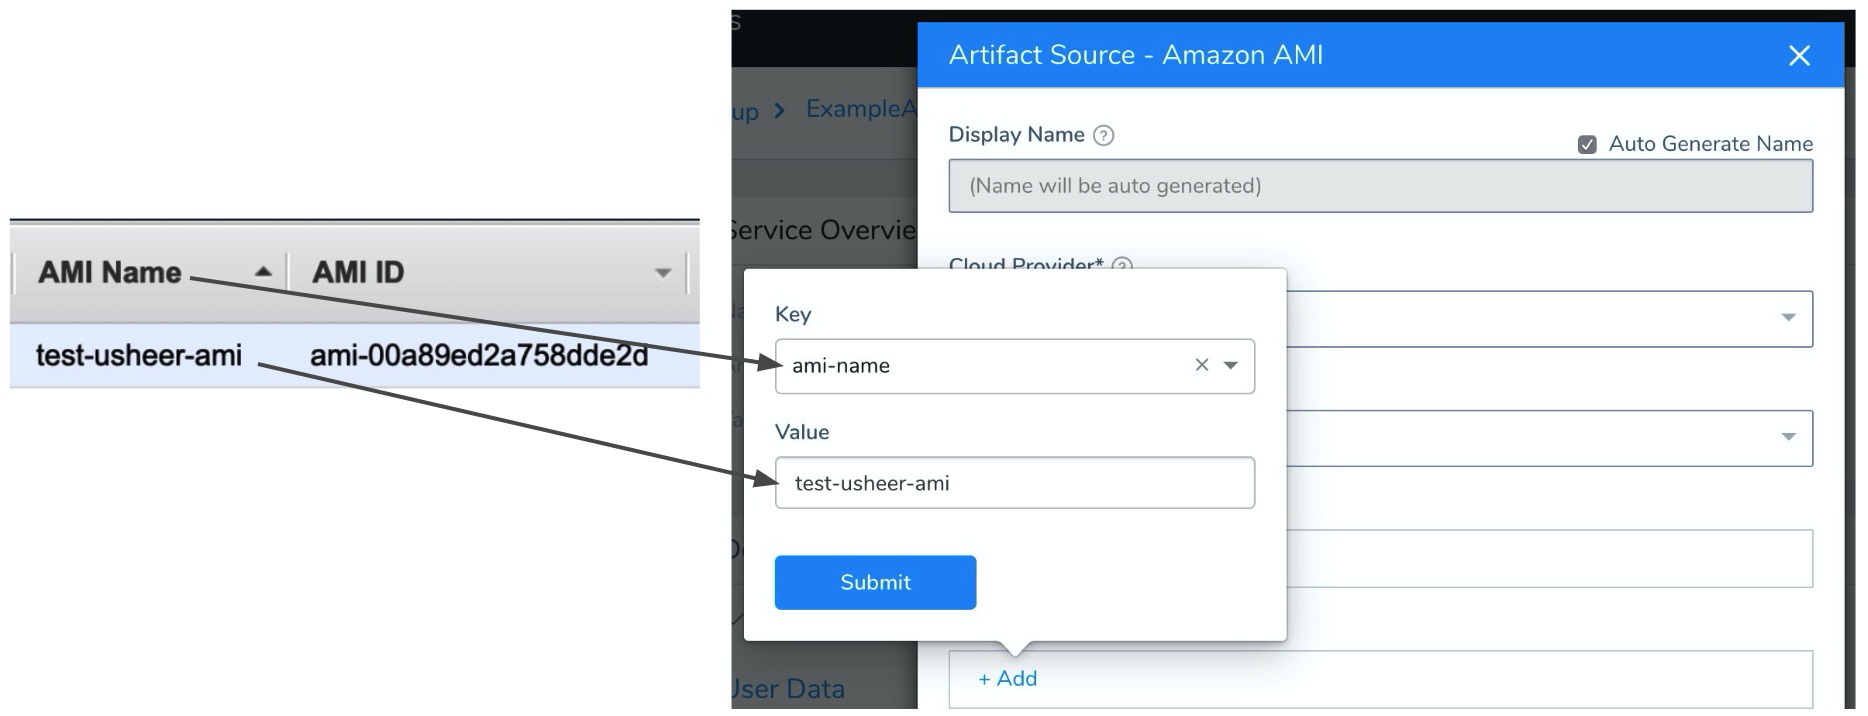 AMI Name
AMI ID
test-usheer-ami
ami-00a89ed2a758dde2d
Artifact Source - Amazon AMI
up
ExampleA
Display Name
Auto Generate Name
(Name will be auto generated)
Service Overvie
Cloud Provider*
Key
ami-name
Value
test-usheer-ami
Submit
+ Add
User Data